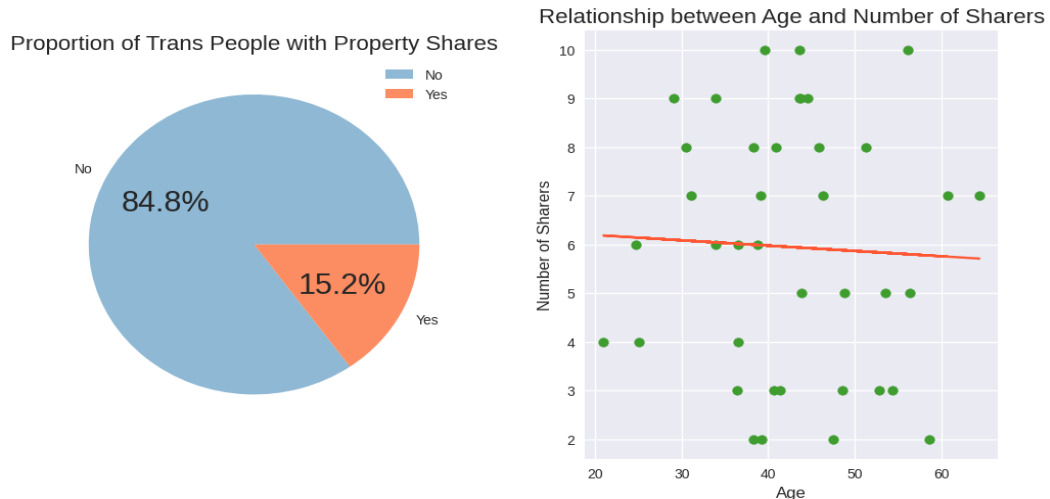 Proportion of Trans People with Property Shares
No
Yes
No
84.8%
15.2%
Yes
Relationship between Age and Number of Sharers
Number of Sharers
10
9
8
7
6
5
4
3
2
20 30 40 50 60
Age